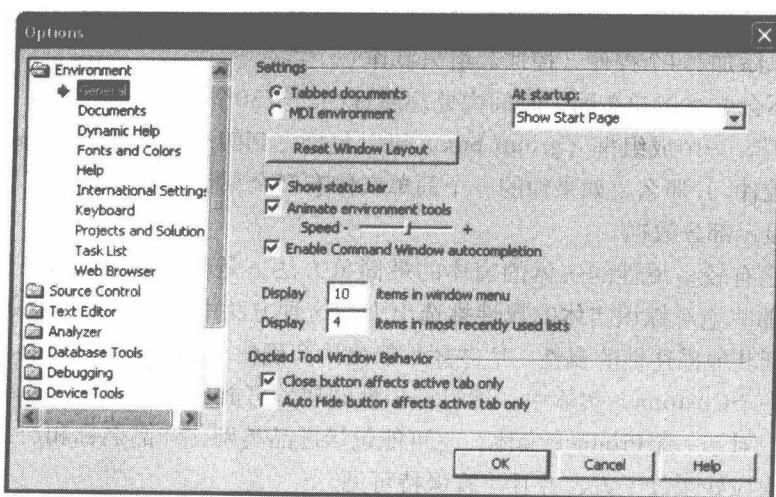 Options
Environment
General
Documents
Dynamic Help
Fonts and Colors
Help
International Settings
Keyboard
Projects and Solution
Task List
Web Browser
Source Control
Text Editor
Analyzer
Database Tools
Debugging
Device Tools
Settings
Tabbed documents
MDI environment
At startup:
Show Start Page
Reset Window Layout
Show status bar
Animate environment tools
Speed - +
Enable Command Window autocompletion
Display 10 items in window menu
Display 4 items in most recently used lists
Docked Tool Window Behavior
Close button affects active tab only
Auto Hide button affects active tab only
OK Cancel Help